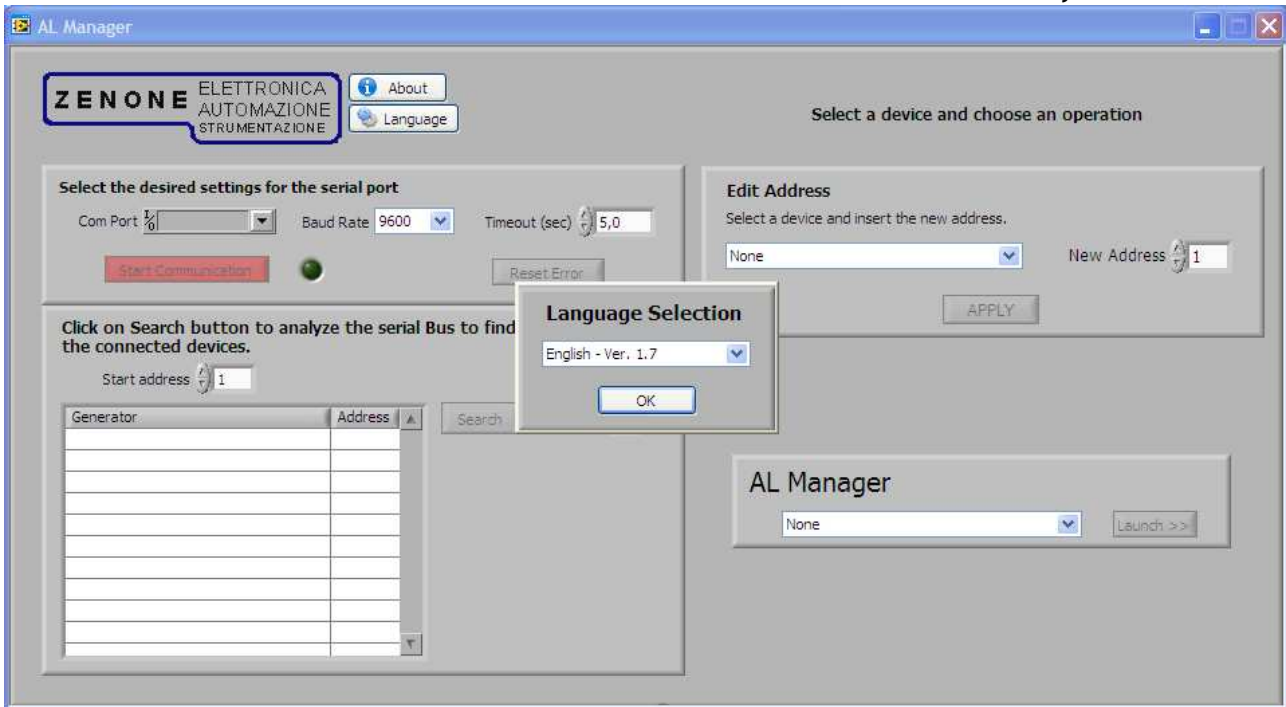 AL Manager
ZENONE
ELETTRONICA
AUTOMAZIONE
STRUMENTAZIONE
About
Language
Select a device and choose an operation
Select the desired settings for the serial port
Com Port
Baud Rate 9600
Timeout (sec) 5,0
Start Communication
Reset Error
Edit Address
Select a device and insert the new address.
None
New Address 1
APPLY
Click on Search button to analyze the serial Bus to find
the connected devices.
Start address 1
Generator Address
Search
Language Selection
English - Ver. 1.7
OK
AL Manager
None
Launch >>